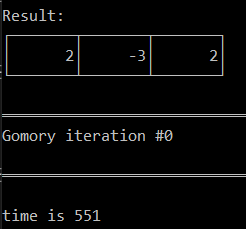 Result:
2 -3 2
Gomory iteration #0
time is 551